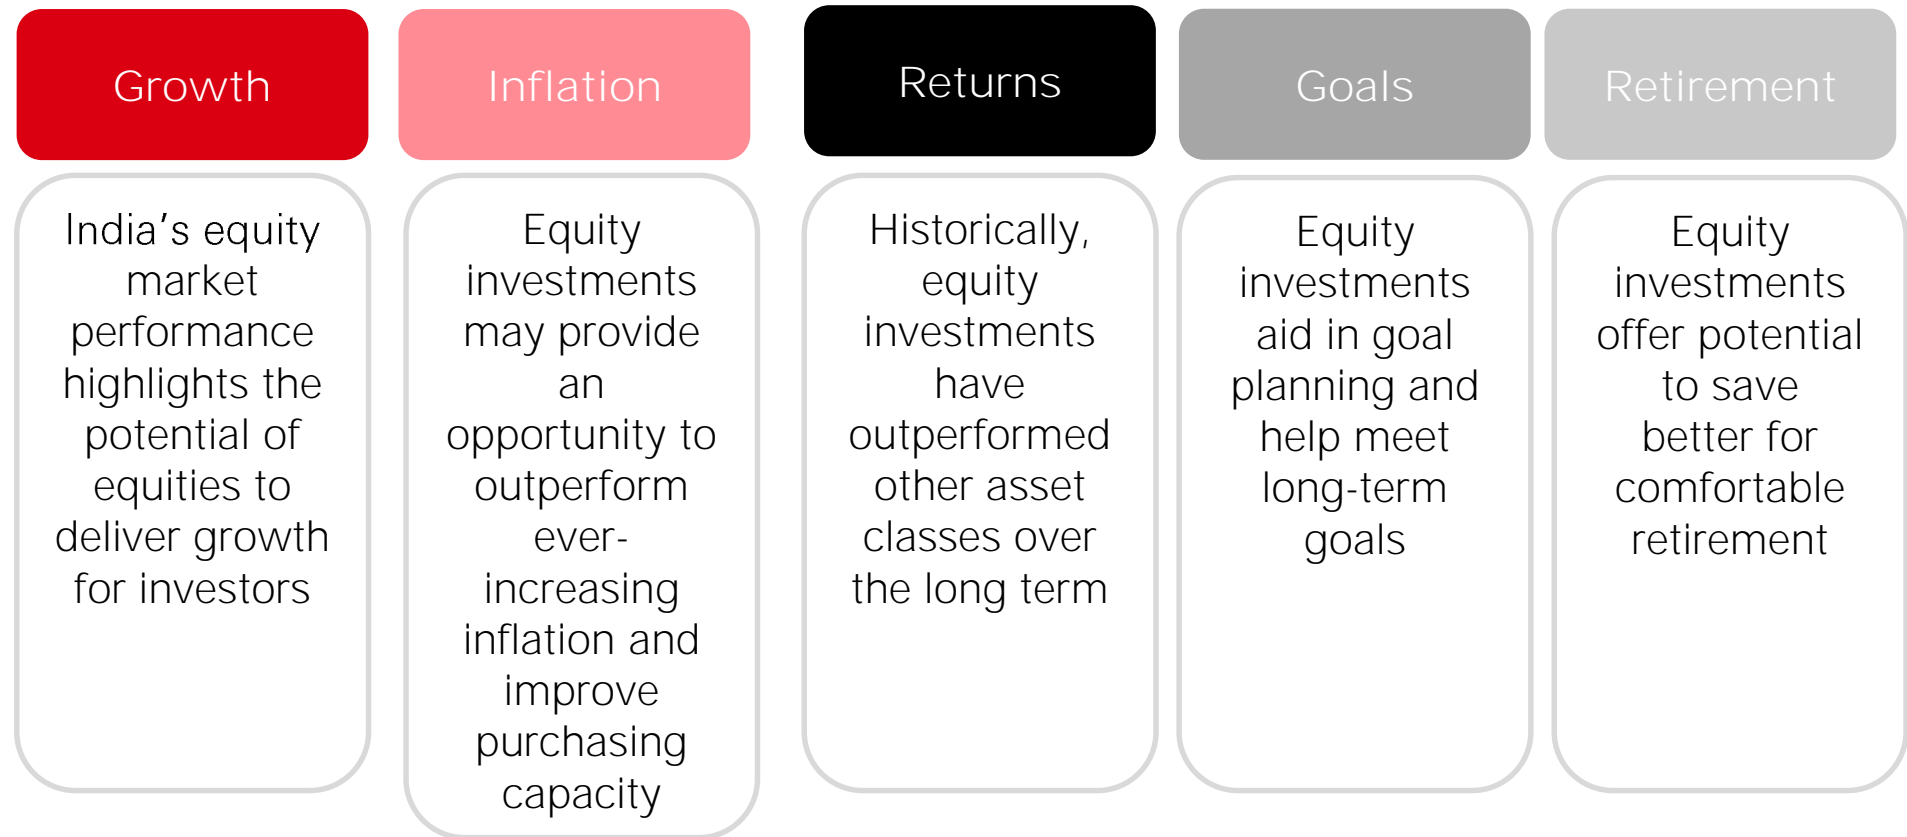 Growth
India's equity
market
performance
highlights the
potential of
equities to
deliver growth
for investors
Inflation
Equity
investments
may provide
an
opportunity to
outperform
ever-
increasing
inflation and
improve
purchasing
capacity
Returns
Historically,
equity
investments
have
outperformed
other asset
classes over
the long term
Goals
Equity
investments
aid in goal
planning and
help meet
long-term
goals
Retirement
Equity
investments
offer potential
to save
better for
comfortable
retirement